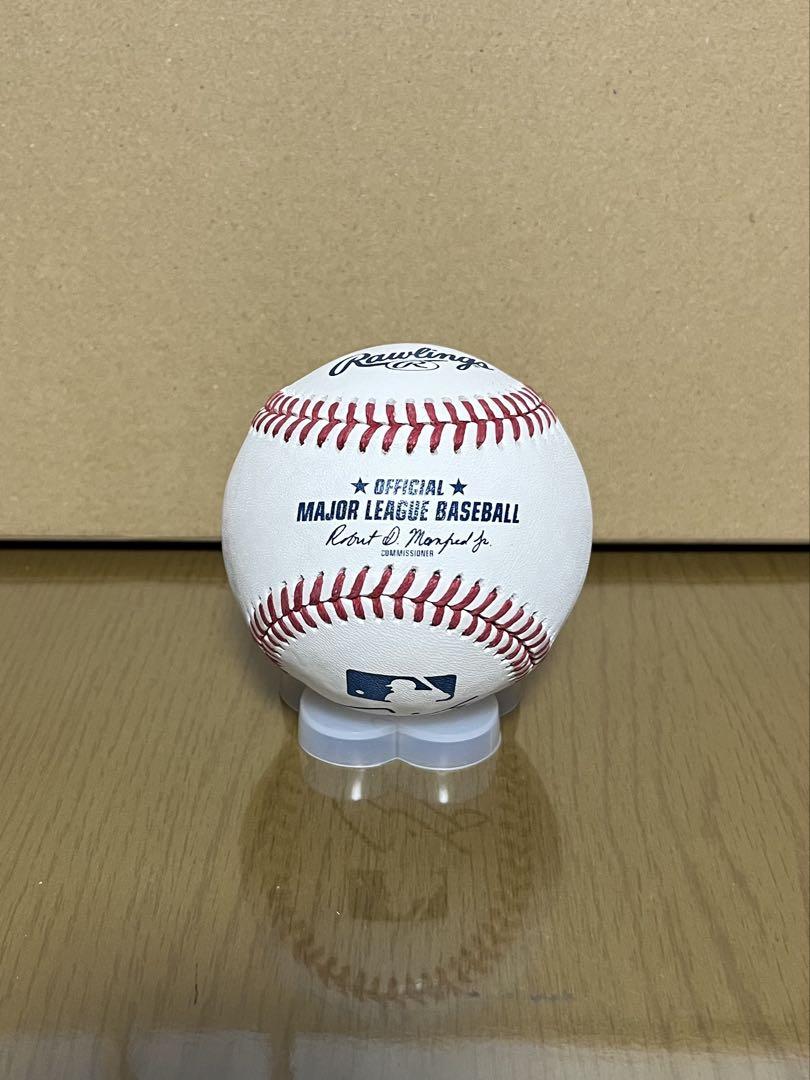 Rawlings
R
★ OFFICIAL ★
MAJOR LEAGUE BASEBALL
Robert D. Manfred Jr.
COMMISSIONER